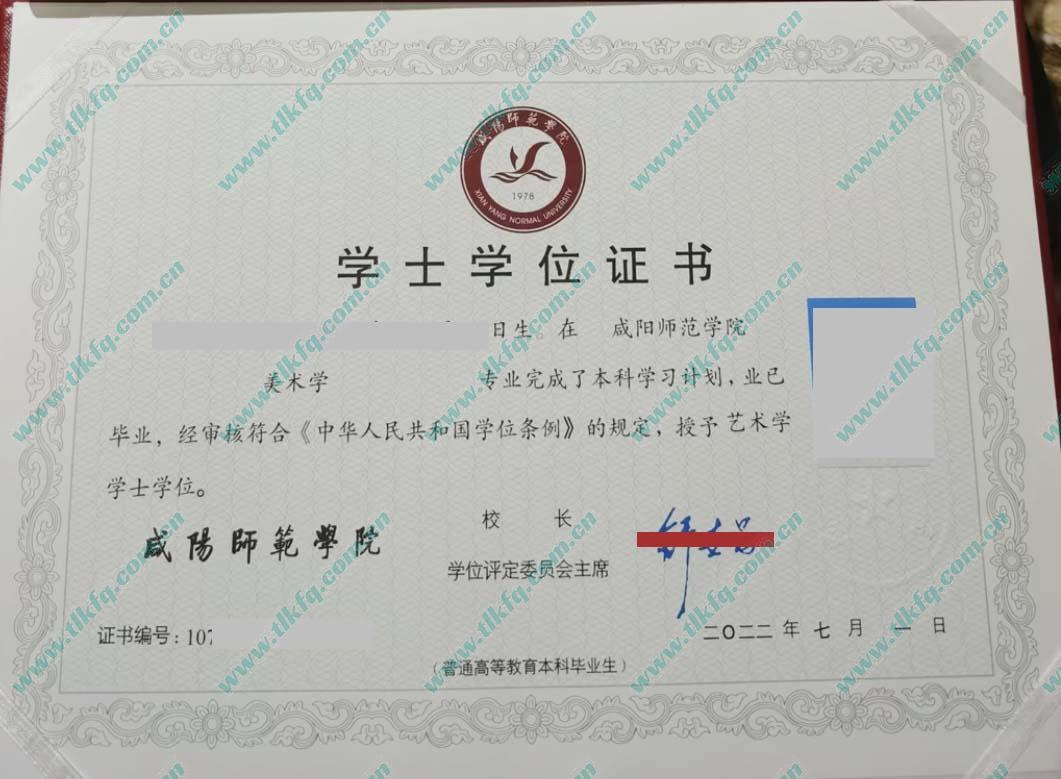 咸陽師範學院
1978
XIAN YANG NORMAL UNIVERSITY
学士学位证书
日生。在 咸阳师范学院
美术学 专业完成了本科学习计划，业已
毕业，经审核符合《中华人民共和国学位条例》的规定，授予 艺术学
学士学位。
咸陽師範學院
校 长
学位评定委员会主席
证书编号：107
二〇二二 年 七 月 一 日
（普通高等教育本科毕业生）
www.tlkfq.com.cn